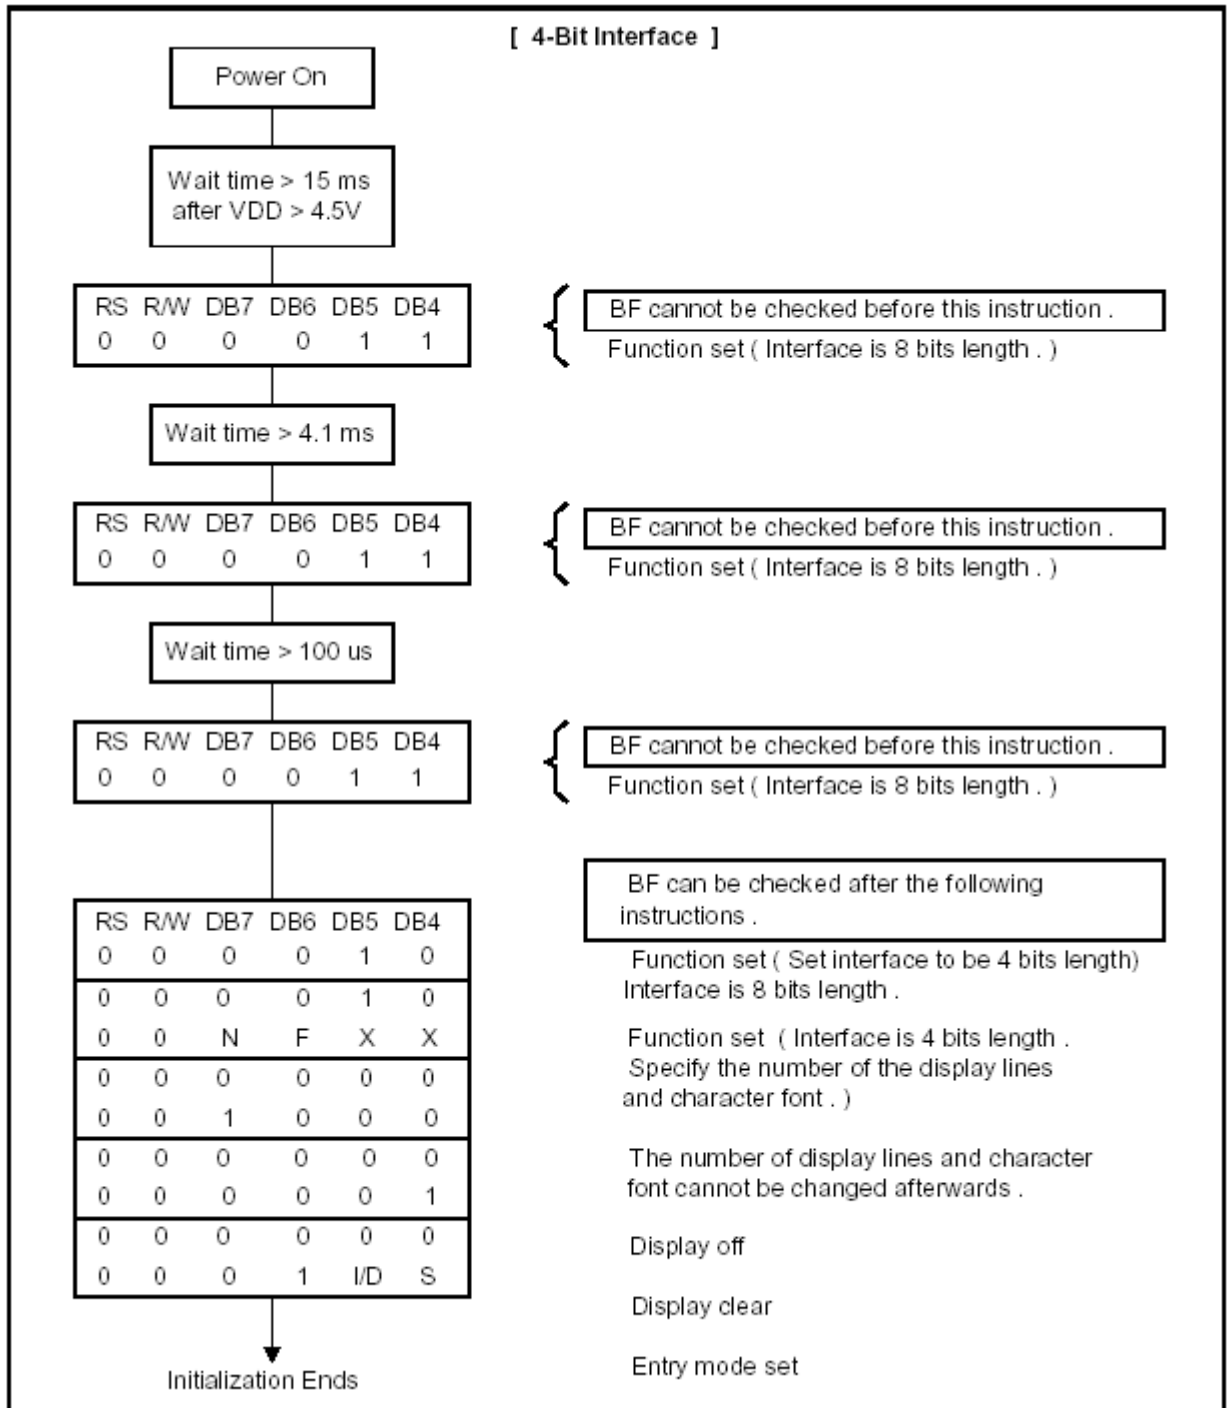 [ 4-Bit Interface ]
Power On
Wait time > 15 ms
after VDD > 4.5V
RS R/W DB7 DB6 DB5 DB4
0 0 0 0 1 1
BF cannot be checked before this instruction .
Function set ( Interface is 8 bits length . )
Wait time > 4.1 ms
RS R/W DB7 DB6 DB5 DB4
0 0 0 0 1 1
BF cannot be checked before this instruction .
Function set ( Interface is 8 bits length . )
Wait time > 100 us
RS R/W DB7 DB6 DB5 DB4
0 0 0 0 1 1
BF cannot be checked before this instruction .
Function set ( Interface is 8 bits length . )
RS R/W DB7 DB6 DB5 DB4
0 0 0 0 1 0
0 0 0 0 1 0
0 0 N F X X
0 0 0 0 0 0
0 0 1 0 0 0
0 0 0 0 0 0
0 0 0 0 0 1
0 0 0 0 0 0
0 0 0 1 I/D S
BF can be checked after the following
instructions .
Function set ( Set interface to be 4 bits length)
Interface is 8 bits length .
Function set ( Interface is 4 bits length .
Specify the number of the display lines
and character font . )
The number of display lines and character
font cannot be changed afterwards .
Display off
Display clear
Entry mode set
Initialization Ends